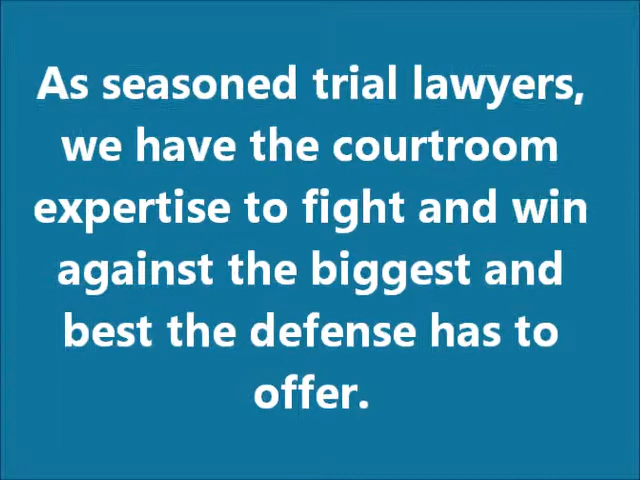 As seasoned trial lawyers,
we have the courtroom
expertise to fight and win
against the biggest and
best the defense has to
offer.